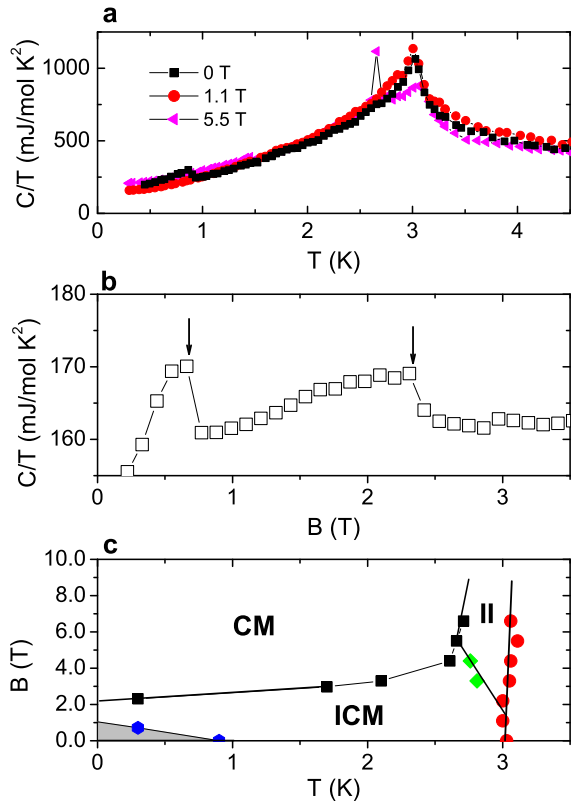 a
C/T (mJ/mol K²)
1000
500
250
0
0 T
1.1 T
5.5 T
1 2 3 4
T (K)
b
C/T (mJ/mol K²)
180
170
160
0 1 2 3
B (T)
c
B (T)
10.0
8.0
6.0
4.0
2.0
0.0
CM
II
ICM
0 1 2 3 4
T (K)